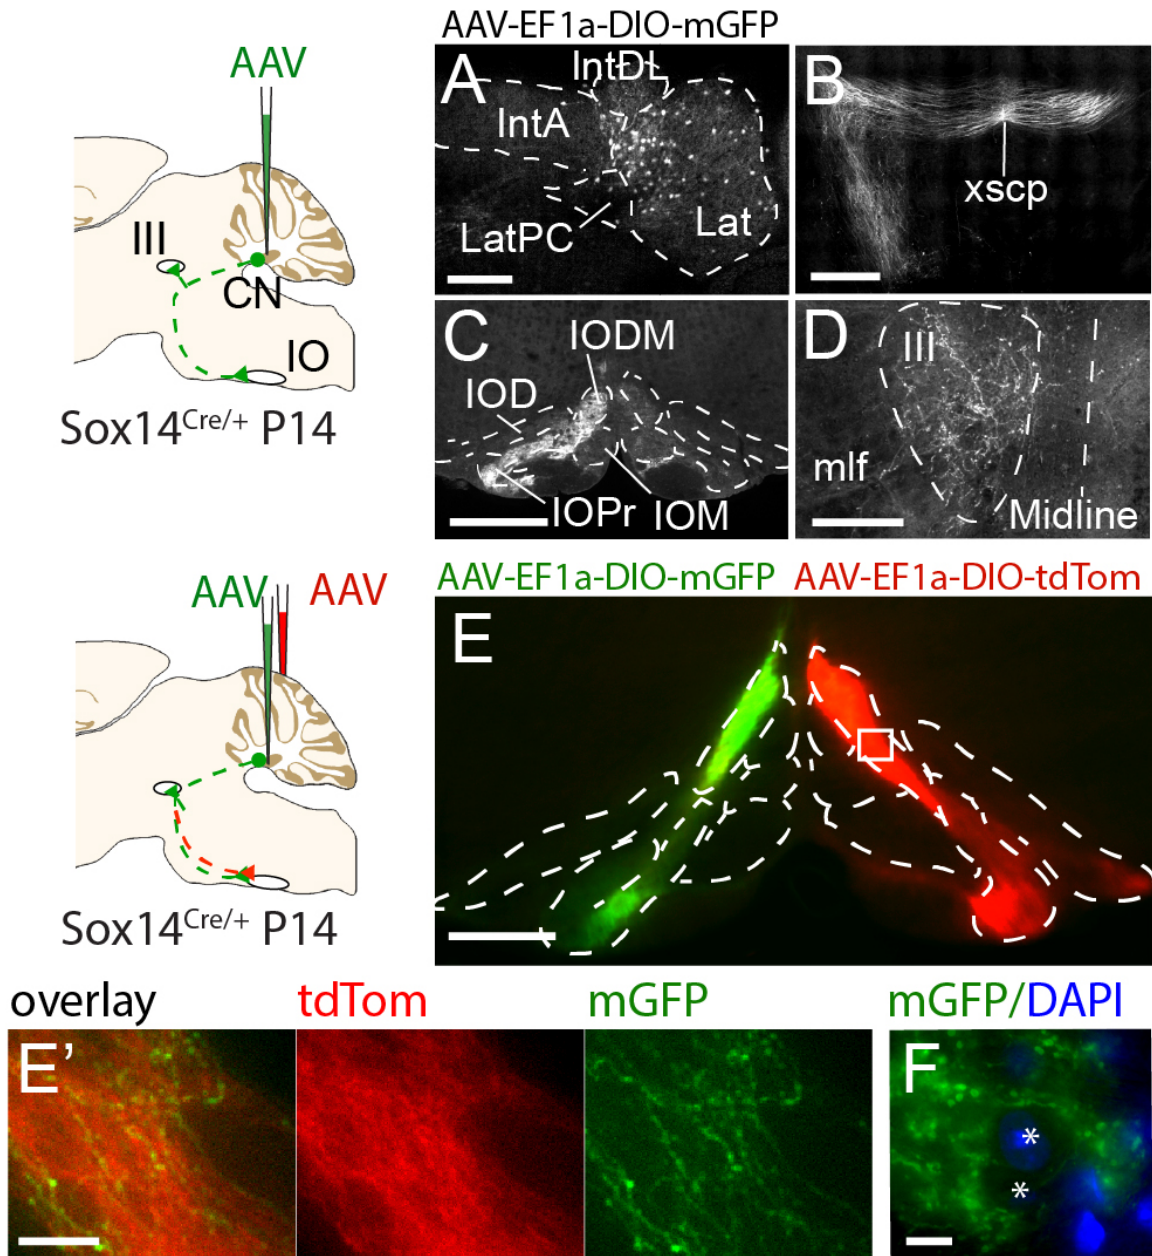 AAV-EF1a-DIO-mGFP
AAV
III
CN
IO
Sox14Cre/+ P14
A
IntDL
IntA
LatPC
Lat
B
xscp
C
IODM
IOD
IOPr
IOM
D
III
mlf
Midline
AAV
AAV
Sox14Cre/+ P14
AAV-EF1a-DIO-mGFP
AAV-EF1a-DIO-tdTom
E
overlay
tdTom
mGFP
mGFP/DAPI
E’
F
*
*